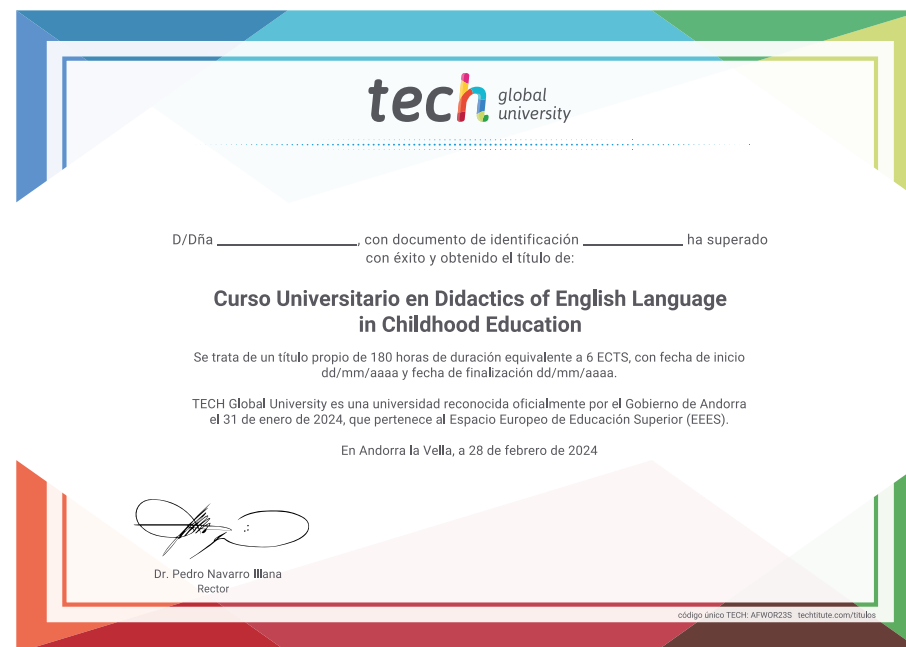 tech global university
D/Dña ____________________, con documento de identificación ______________ ha superado
con éxito y obtenido el título de:
Curso Universitario en Didactics of English Language
in Childhood Education
Se trata de un título propio de 180 horas de duración equivalente a 6 ECTS, con fecha de inicio
dd/mm/aaaa y fecha de finalización dd/mm/aaaa.
TECH Global University es una universidad reconocida oficialmente por el Gobierno de Andorra
el 31 de enero de 2024, que pertenece al Espacio Europeo de Educación Superior (EEES).
En Andorra la Vella, a 28 de febrero de 2024
Dr. Pedro Navarro Illana
Rector
código único TECH: AFWOR23S techtitute.com/titulos